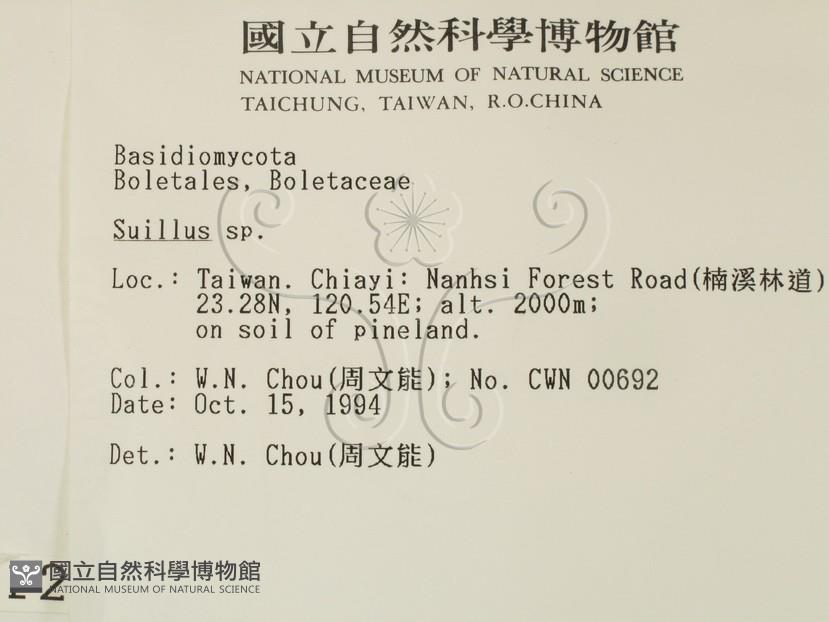 國立自然科學博物館
NATIONAL MUSEUM OF NATURAL SCIENCE
TAICHUNG, TAIWAN, R.O.CHINA
Basidiomycota
Boletales, Boletaceae
Suillus sp.
Loc.: Taiwan. Chiayi: Nanhsi Forest Road(楠溪林道)
23.28N, 120.54E; alt. 2000m;
on soil of pineland.
Col.: W.N. Chou(周文能); No. CWN 00692
Date: Oct. 15, 1994
Det.: W.N. Chou(周文能)
國立自然科學博物館
NATIONAL MUSEUM OF NATURAL SCIENCE